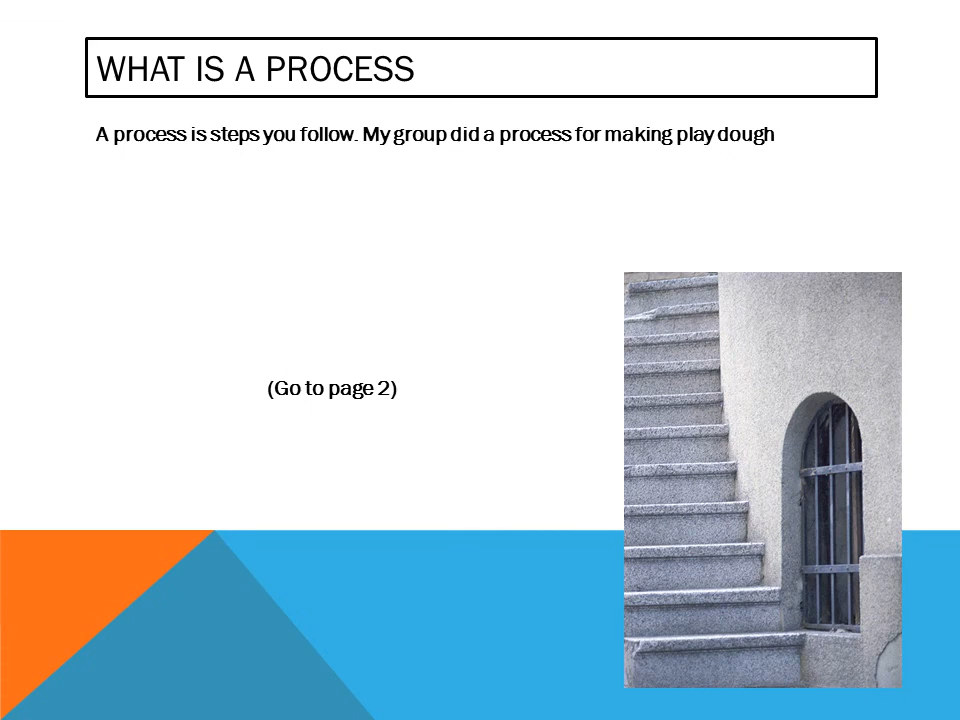 WHAT IS A PROCESS
A process is steps you follow. My group did a process for making play dough
(Go to page 2)